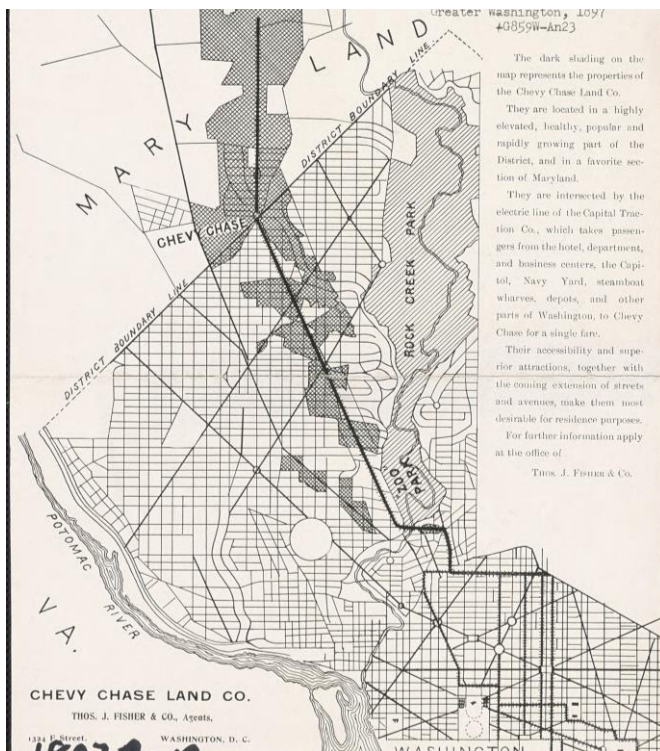 Greater Washington, 1897
+G859W-An23
The dark shading on the
map represents the properties of
the Chevy Chase Land Co.
They are located in a highly
elevated, healthy, popular and
rapidly growing part of the
District, and in a favorite sec-
tion of Maryland.
They are intersected by the
electric line of the Capital Trac-
tion Co., which takes passen-
gers from the hotel, department,
and business centers, the Capi-
tol, Navy Yard, steamboat
wharves, depots, and other
parts of Washington, to Chevy
Chase for a single fare.
Their accessibility and supe-
rior attractions, together with
the coming extension of streets
and avenues, make them most
desirable for residence purposes.
For further information apply
at the office of
THOS. J. FISHER & CO.
MARYLAND
DISTRICT BOUNDARY LINE
CHEVY CHASE
DISTRICT BOUNDARY LINE
ROCK CREEK PARK
ZOO PARK
POTOMAC RIVER
VA.
CHEVY CHASE LAND CO.
THOS. J. FISHER & CO., Agents,
1324 F Street. WASHINGTON, D. C.
WASHINGTON